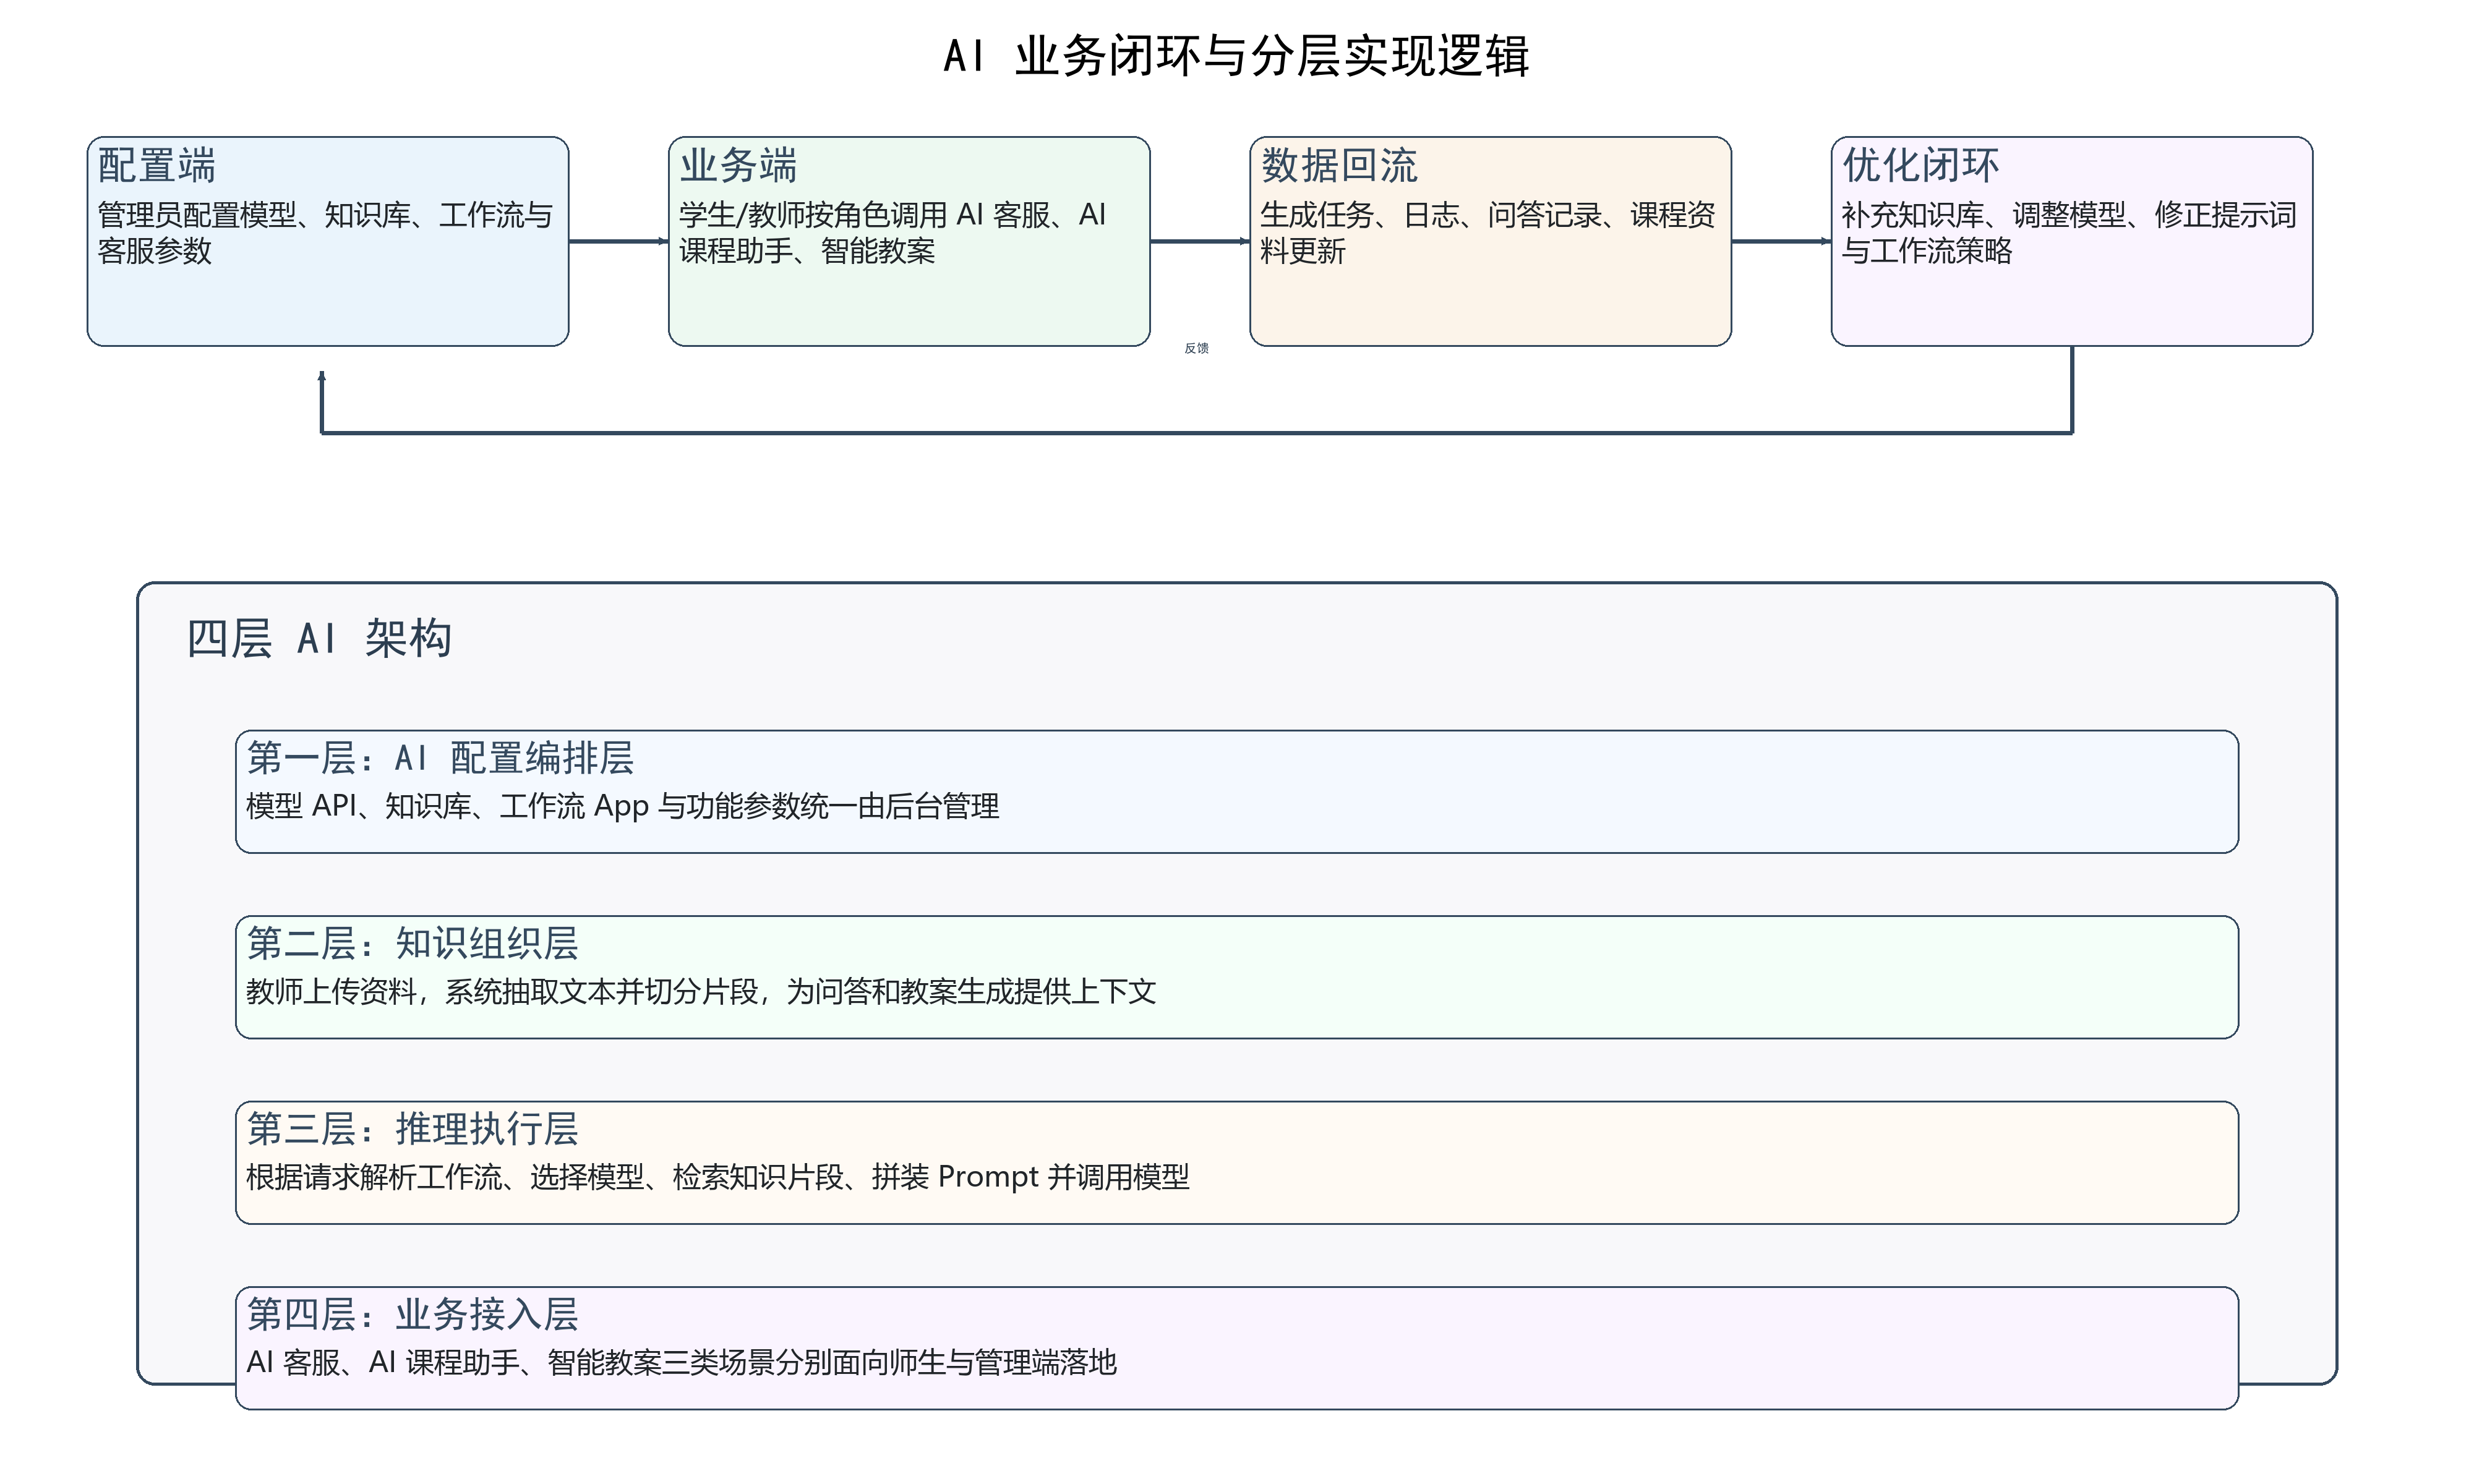 AI 业务闭环与分层实现逻辑
配置端
管理员配置模型、知识库、工作流与
客服参数
业务端
学生/教师按角色调用 AI 客服、AI
课程助手、智能教案
数据回流
生成任务、日志、问答记录、课程资
料更新
优化闭环
补充知识库、调整模型、修正提示词
与工作流策略
反馈
四层 AI 架构
第一层：AI 配置编排层
模型 API、知识库、工作流 App 与功能参数统一由后台管理
第二层：知识组织层
教师上传资料，系统抽取文本并切分片段，为问答和教案生成提供上下文
第三层：推理执行层
根据请求解析工作流、选择模型、检索知识片段、拼装 Prompt 并调用模型
第四层：业务接入层
AI 客服、AI 课程助手、智能教案三类场景分别面向师生与管理端落地